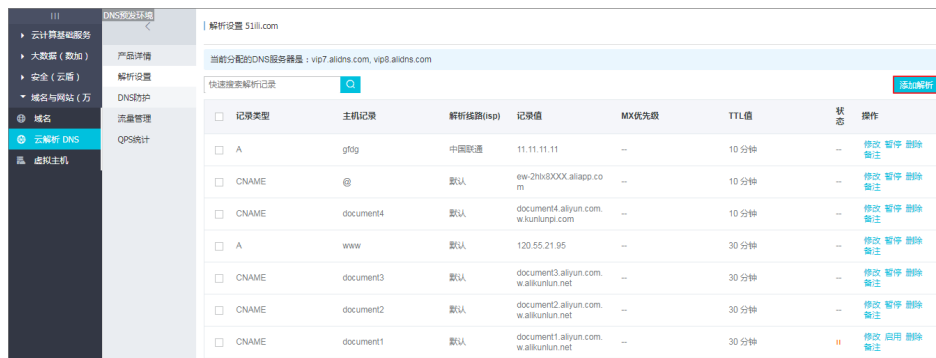 DNS预发环境
云计算基础服务
大数据（数加）
安全（云盾）
域名与网站（万
域名
云解析 DNS
虚拟主机
产品详情
解析设置
DNS防护
流量管理
QPS统计
解析设置 51ili.com
当前分配的DNS服务器是：vip7.alidns.com, vip8.alidns.com
快速搜索解析记录
添加解析
记录类型 主机记录 解析线路(isp) 记录值 MX优先级 TTL值 状态 操作
A gfdg 中国联通 11.11.11.11 -- 10 分钟 -- 修改 暂停 删除
备注
CNAME @ 默认 ew-2hlx8XXX.aliapp.co -- 10 分钟 -- 修改 暂停 删除
m 备注
CNAME document4 默认 document4.aliyun.com. -- 10 分钟 -- 修改 暂停 删除
w.kunlunpi.com 备注
A www 默认 120.55.21.95 -- 30 分钟 -- 修改 暂停 删除
备注
CNAME document3 默认 document3.aliyun.com. -- 30 分钟 -- 修改 暂停 删除
w.alikunlun.net 备注
CNAME document2 默认 document2.aliyun.com. -- 30 分钟 -- 修改 暂停 删除
w.alikunlun.net 备注
CNAME document1 默认 document1.aliyun.com. -- 30 分钟 修改 启用 删除
w.alikunlun.net 备注